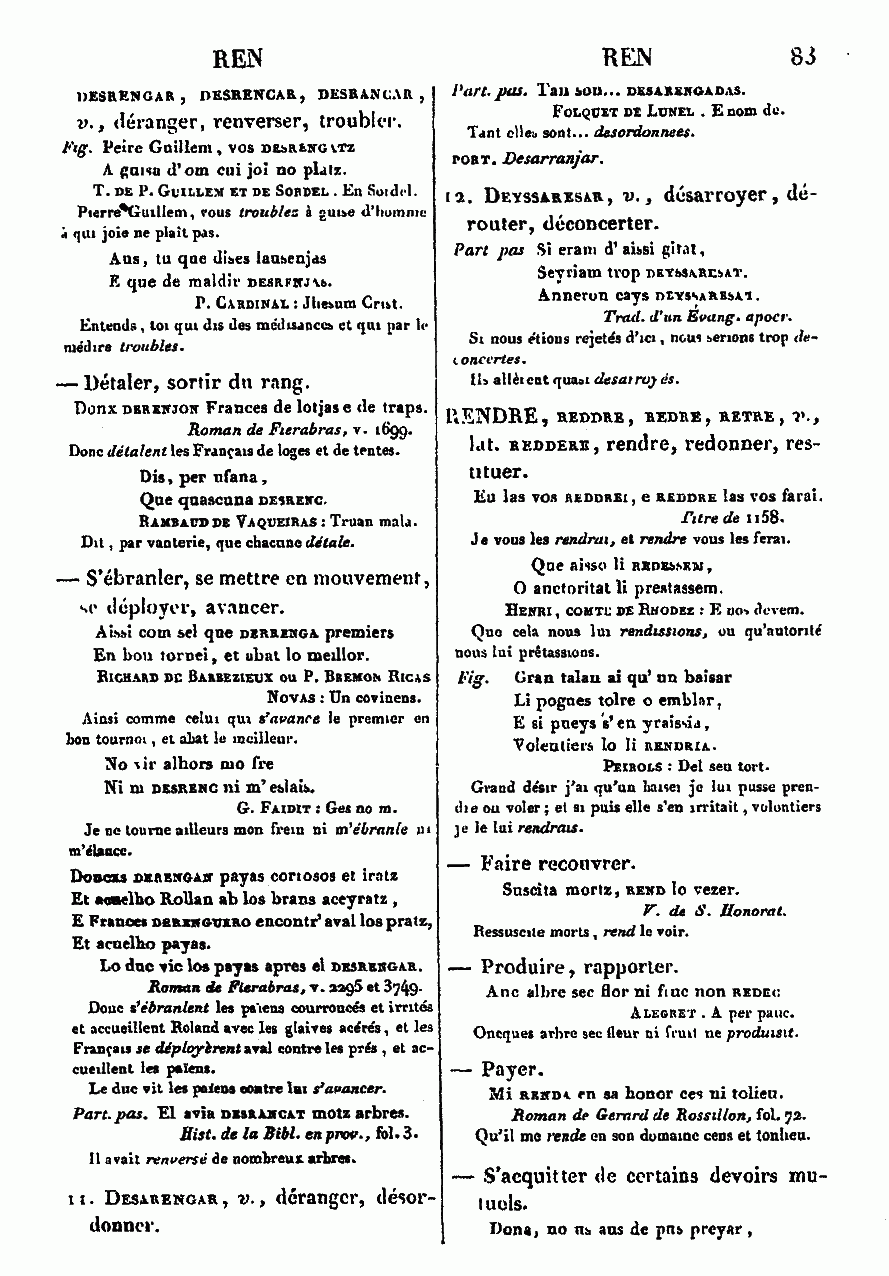 REN
REN 83
DESRENGAR, DESRENCAR, DESRANCAR,
v., déranger, renverser, troubler.
Fig. Peire Guillem, vos DESRENGATZ
A guisa d'om cui joi no platz.
T. DE P. GUILLEM ET DE SORDEL. En Sordel.
Pierre Guillem, vous troublez à guise d'homme
à qui joie ne plaît pas.
Aus, tu que dises lausenjas
E que de maldir DESRENJAS.
P. CARDINAL : Jhesum Crist.
Entends, toi qui dis des médisances et qui par le
médire troubles.
— Détaler, sortir du rang.
Donx DERENJON Frances de lotjas e de traps.
Roman de Fierabras, v. 1699.
Donc détalent les Français de loges et de tentes.
Dis, per ufana,
Que quascuna DESRENC.
RAMBAUD DE VAQUEIRAS : Truan mala.
Dit, par vanterie, que chacune détale.
— S'ébranler, se mettre en mouvement,
se déployer, avancer.
Aissi com sel que DERRENGA premiers
En bon tornei, et abat lo meillor.
RICHARD DE BARBEZIEUX OU P. BREMON RICAS
NOVAS : Un covinens.
Ainsi comme celui qui s'avance le premier en
bon tournoi, et abat le meilleur.
No vir alhors mo fre
Ni m DESRENC ni m'eslais.
G. FAIDIT : Ges no m.
Je ne tourne ailleurs mon frein ni m'ébranle ni
m'élance.
Doncas DERENGAN payas coriosos et iratz
Et acuelho Rollan ab los brans aceyratz,
E Frances DERENGUERO encontr' aval los pratz,
Et acuelho payas.
Lo duc vic los payas apres el DESRENGAR.
Roman de Fierabras, v. 2295 et 3749.
Donc s'ébranlent les païens courroucés et irrités
et accueillent Roland avec les glaives acérés, et les
Français se déployèrent aval contre les prés, et ac-
cueillent les païens.
Le duc vit les païens contre lui s'avancer.
Part. pas. El avia DESRANCAT motz arbres.
Hist. de la Bibl. en prov., fol. 3.
Il avait renversé de nombreux arbres.
11. DESARENGAR, v., déranger, désor-
donner.
Part. pas. Tan son... DESARENGADAS.
FOLQUET DE LUNEL. E nom de.
Tant elles sont... desordonnees.
PORT. Desarranjar.
12. DEYSSARESAR, v., désarroyer, dé-
router, déconcerter.
Part pas Si eram d'aissi gitat,
Seyriam trop DEYSSARESAT.
Anneron cays DEYSSARESAT.
Trad. d'un Évang. apocr.
Si nous étions rejetés d'ici, nous serions trop de-
concertes.
Ils allèrent quasi desarroyés.
RENDRE, REDDRE, REDRE, RETRE, v.,
lat. REDDERE, rendre, redonner, res-
tituer.
Eu las vos REDDREI, e REDDRE las vos farai.
Titre de 1158.
Je vous les rendrai, et rendre vous les ferai.
Que aisso li REDESSEM,
O auctoritat li prestassem.
HENRI, COMTE DE RHODEZ : E vos devem.
Que cela nous lui rendissions, ou qu'autorité
nous lui prêtassions.
Fig. Gran talan ai qu'un baisar
Li pogues tolre o emblar,
E si pueys s'en yraissia,
Volentiers lo li RENDRIA.
PEIROLS : Del seu tort.
Grand désir j'ai qu'un baiser je lui pusse pren-
dre ou voler ; et si puis elle s'en irritait, volontiers
je le lui rendrais.
— Faire recouvrer.
Suscita mortz, REND lo vezer.
V. de S. Honorat.
Ressuscite morts, rend le voir.
— Produire, rapporter.
Anc albre sec flor ni fruc non REDEC.
ALEGRET. A per pauc.
Oncques arbre sec fleur ni fruit ne produisit.
— Payer.
Mi RENDA en sa honor ces ni tolieu.
Roman de Gerard de Rossillon, fol. 72.
Qu'il me rende en son domaine cens et tonlieu.
— S'acquitter de certains devoirs mu-
tuels.
Dona, no us aus de pus preyar,